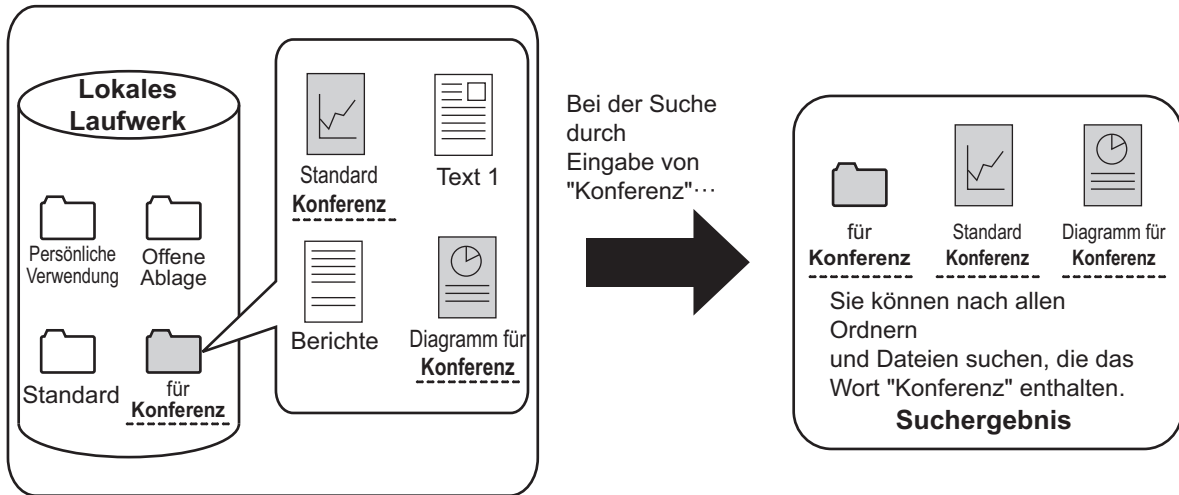 Lokales
Laufwerk
Persönliche
Verwendung
Offene
Ablage
Standard
für
Konferenz
Standard
Konferenz
Text 1
Berichte
Diagramm für
Konferenz
Bei der Suche
durch
Eingabe von
"Konferenz"···
für
Konferenz
Standard
Konferenz
Diagramm für
Konferenz
Sie können nach allen
Ordnern
und Dateien suchen, die das
Wort "Konferenz" enthalten.
Suchergebnis